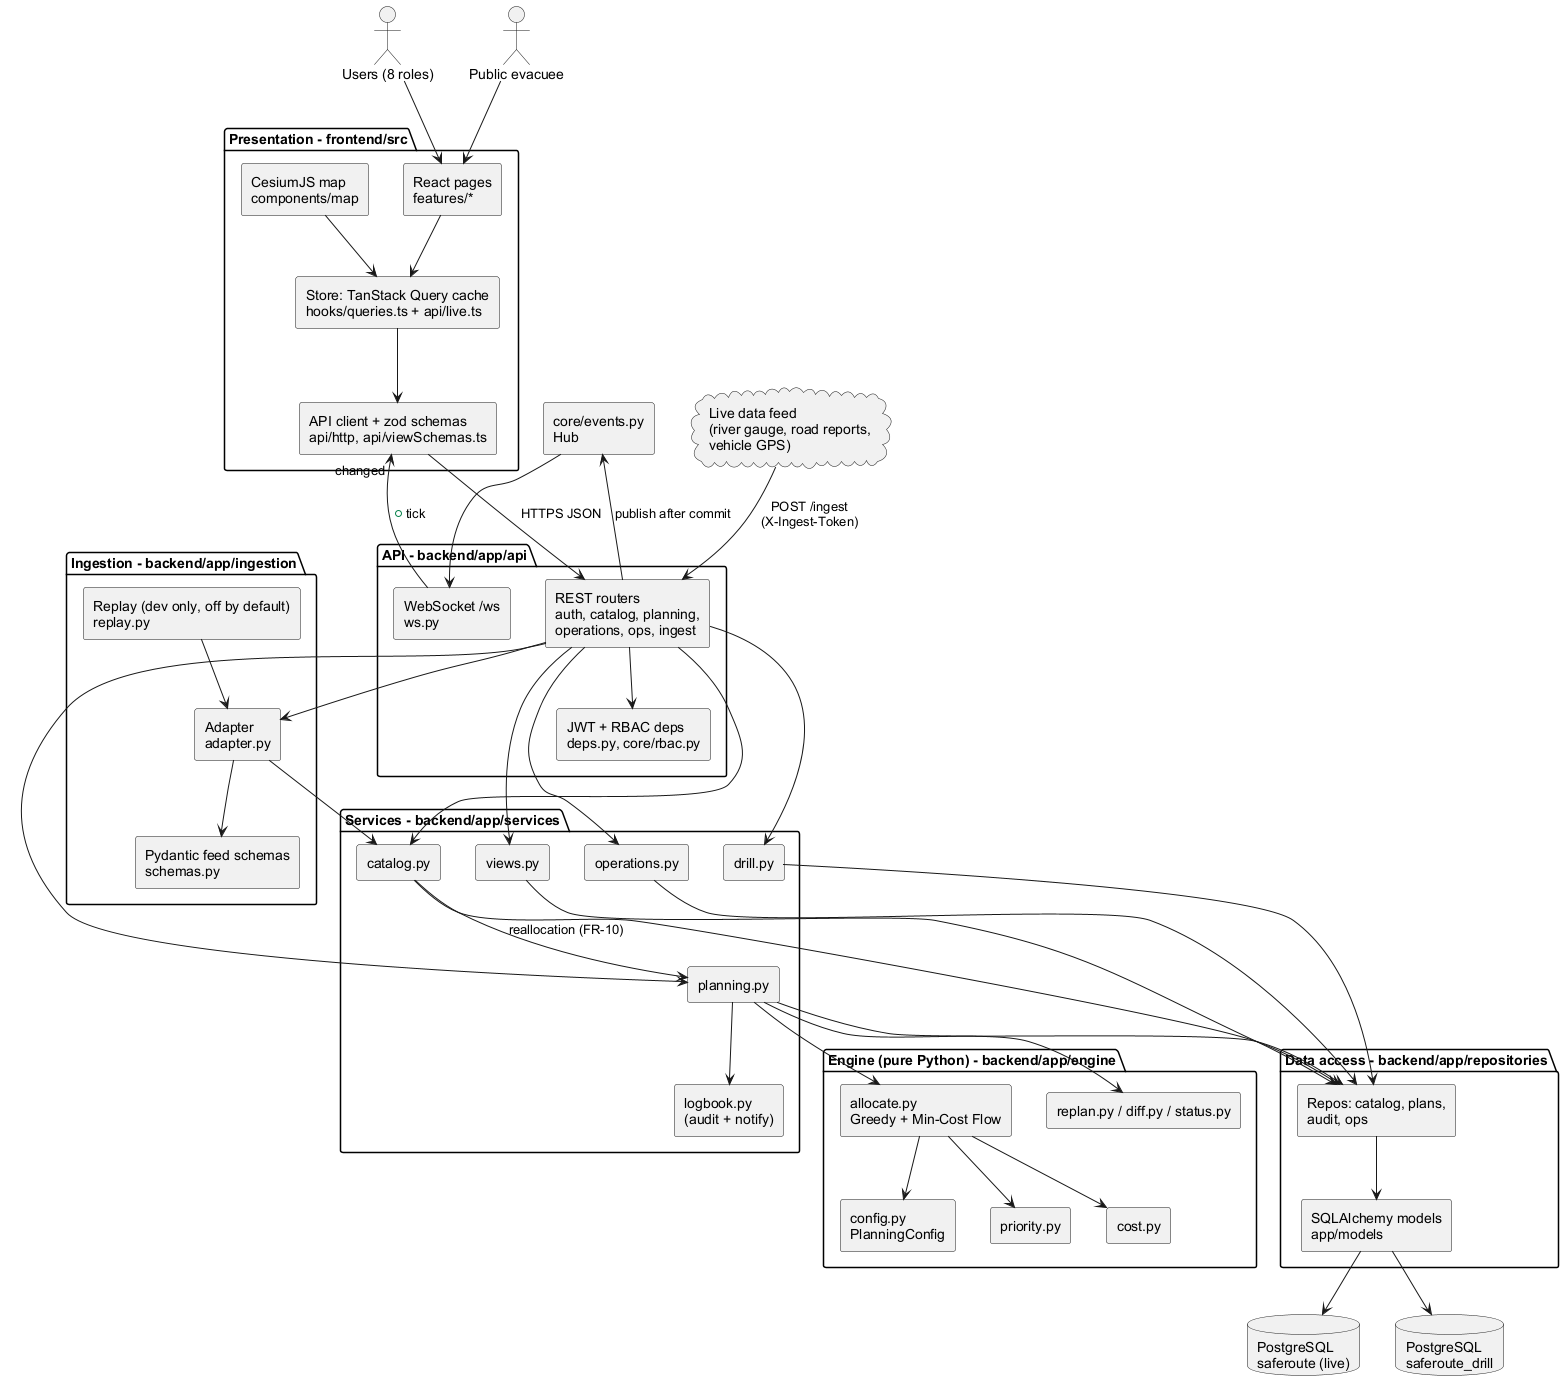 Users (8 roles)
Public evacuee
Presentation - frontend/src
CesiumJS map
components/map
React pages
features/*
Store: TanStack Query cache
hooks/queries.ts + api/live.ts
API client + zod schemas
api/http, api/viewSchemas.ts
core/events.py
Hub
Live data feed
(river gauge, road reports,
vehicle GPS)
changed
tick
HTTPS JSON
publish after commit
POST /ingest
(X-Ingest-Token)
Ingestion - backend/app/ingestion
Replay (dev only, off by default)
replay.py
Adapter
adapter.py
Pydantic feed schemas
schemas.py
API - backend/app/api
WebSocket /ws
ws.py
REST routers
auth, catalog, planning,
operations, ops, ingest
JWT + RBAC deps
deps.py, core/rbac.py
Services - backend/app/services
catalog.py
views.py
operations.py
drill.py
reallocation (FR-10)
planning.py
logbook.py
(audit + notify)
Engine (pure Python) - backend/app/engine
allocate.py
Greedy + Min-Cost Flow
replan.py / diff.py / status.py
config.py
PlanningConfig
priority.py
cost.py
Data access - backend/app/repositories
Repos: catalog, plans,
audit, ops
SQLAlchemy models
app/models
PostgreSQL
saferoute (live)
PostgreSQL
saferoute_drill